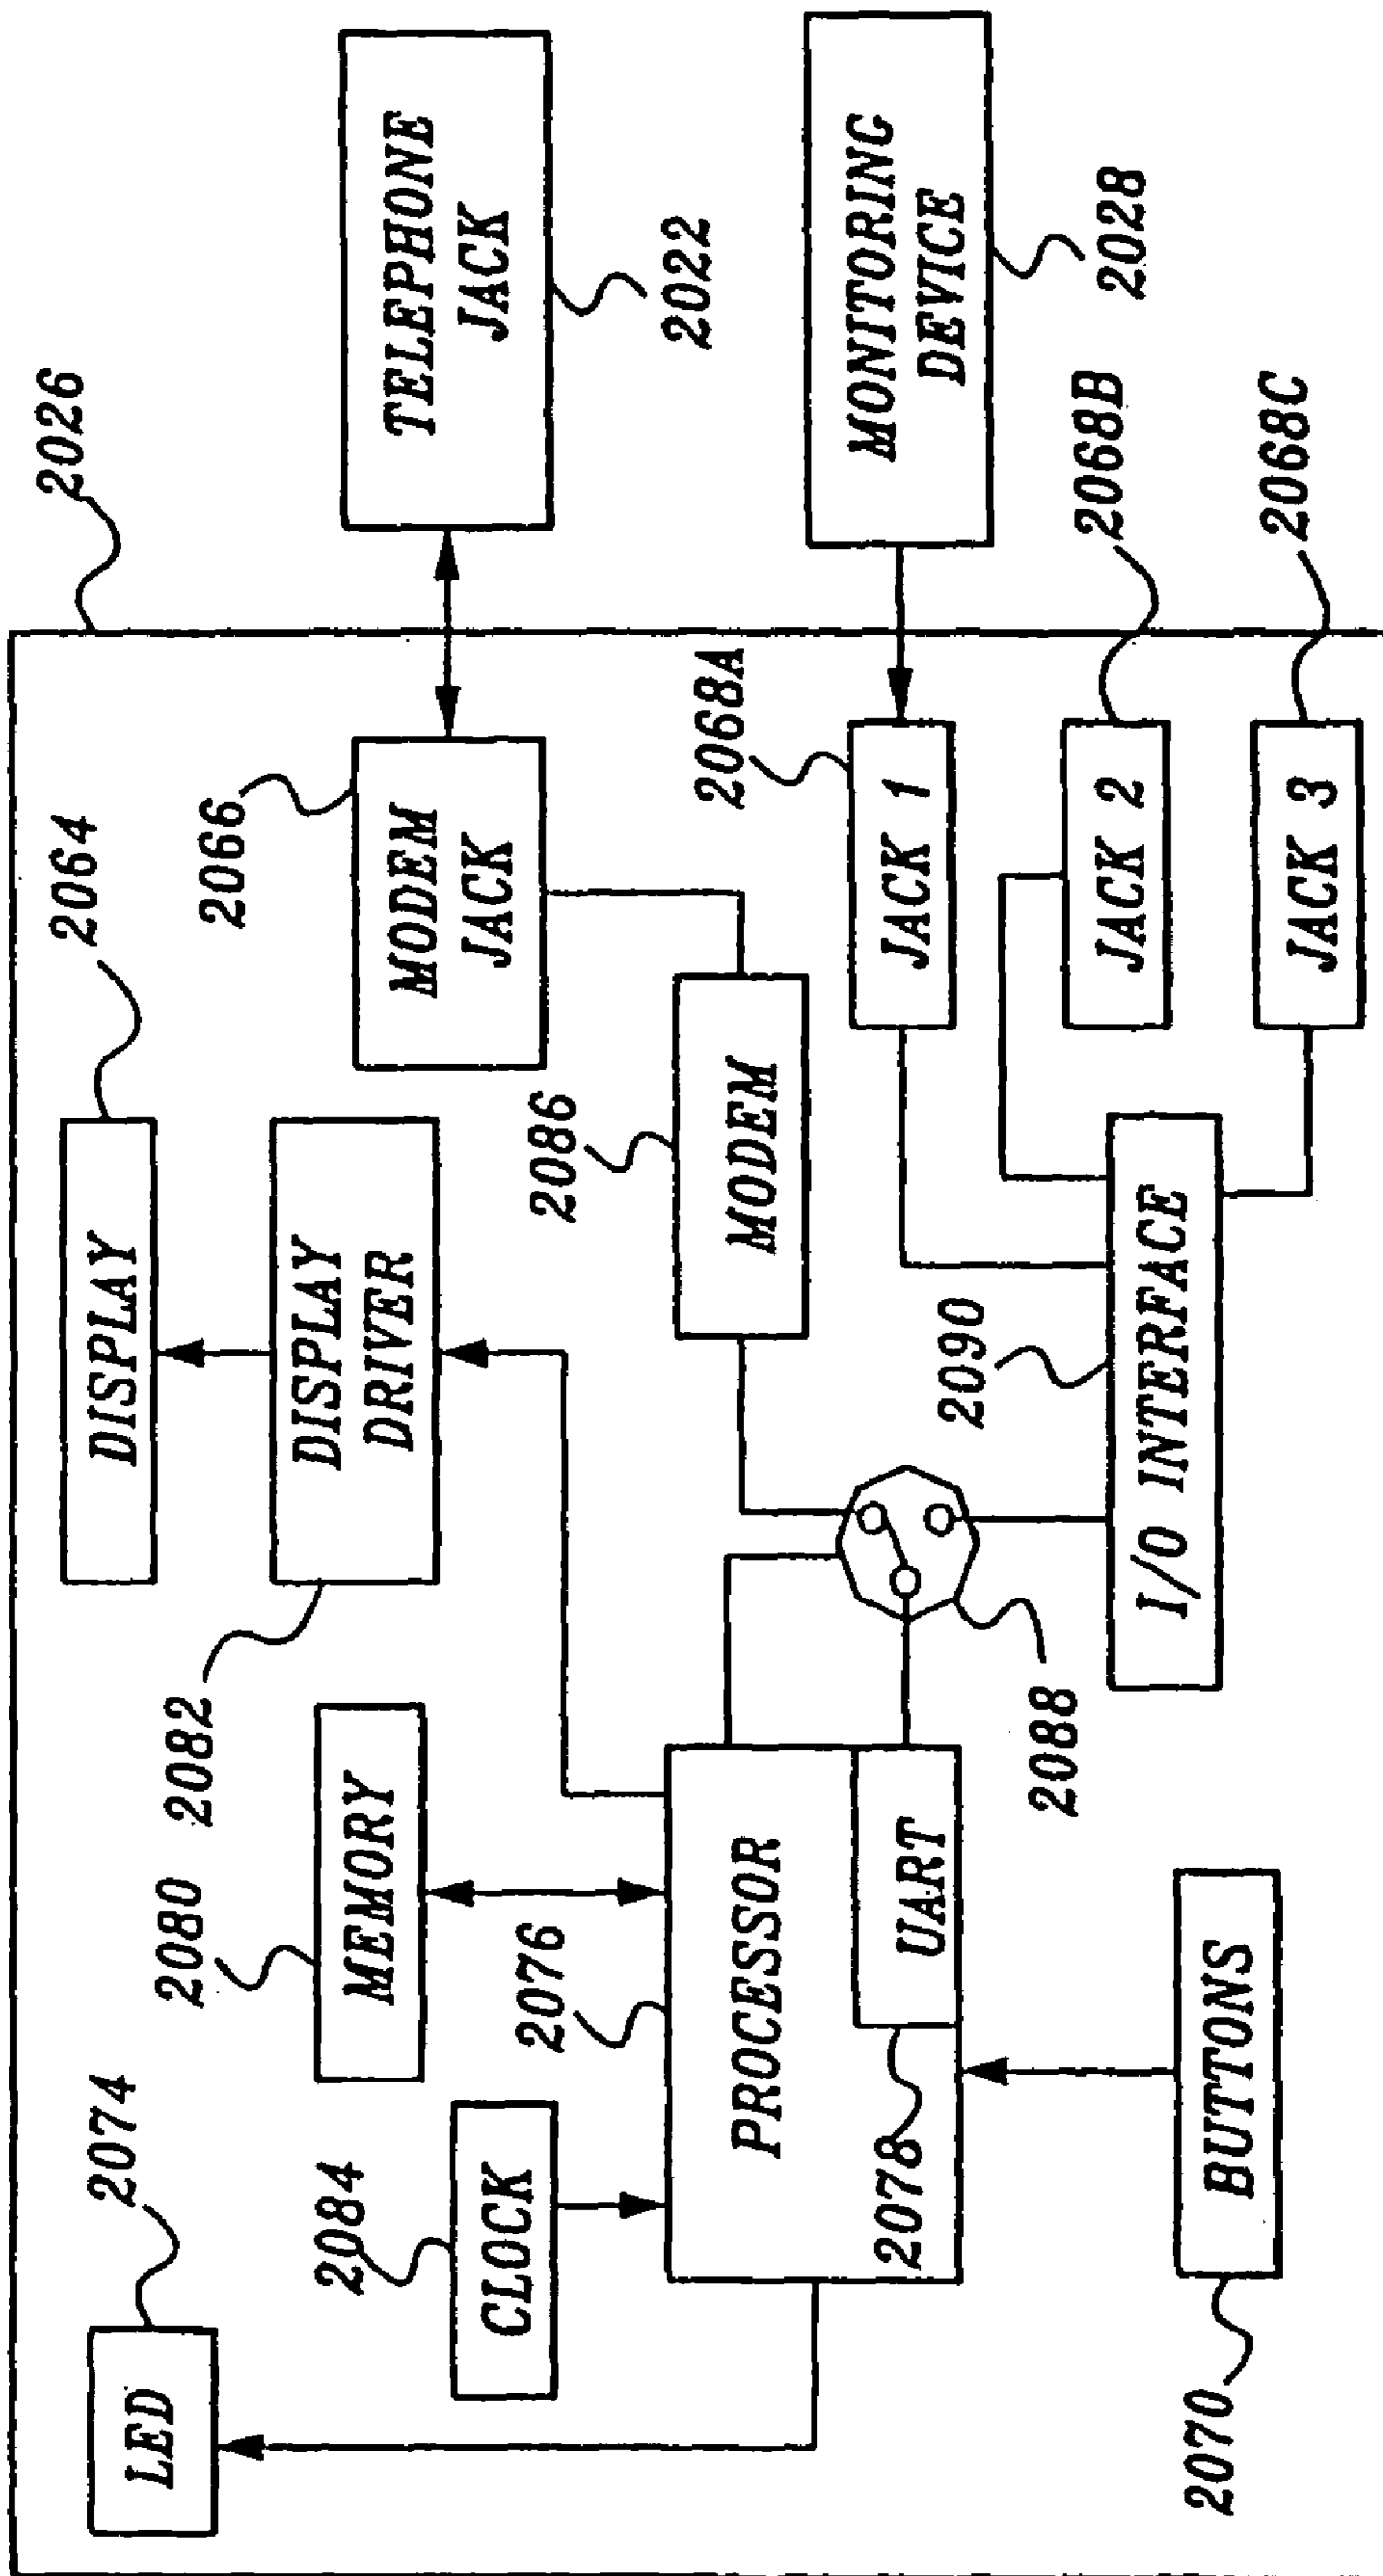 2026
LED
2074
2080
MEMORY
2082
DISPLAY
2064
DISPLAY
DRIVER
2066
MODEM
JACK
TELEPHONE
JACK
2022
2084
CLOCK
2076
PROCESSOR
UART
2078
2086
MODEM
2088
2068A
JACK 1
MONITORING
DEVICE
2028
2090
I/O INTERFACE
JACK 2
2068B
JACK 3
2068C
BUTTONS
2070